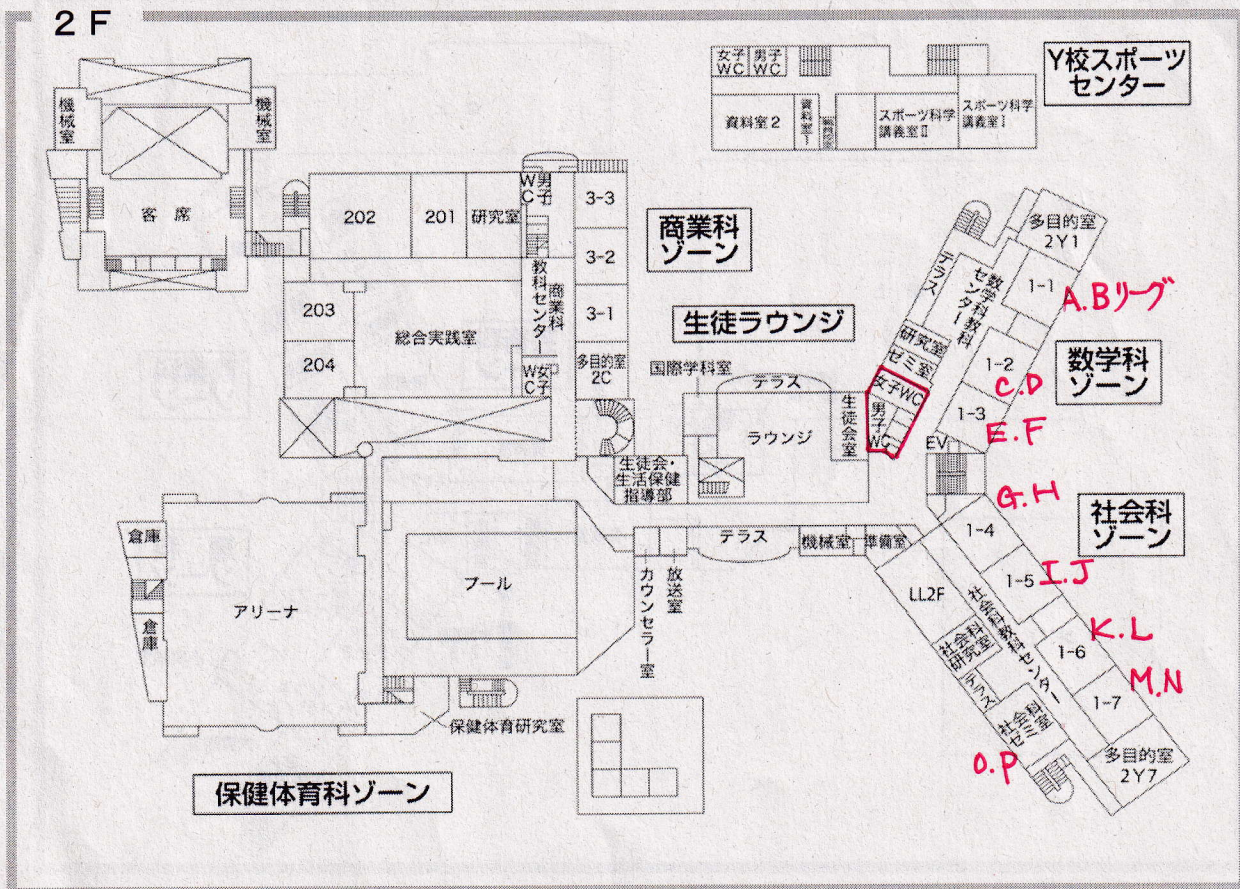 2F
女子WC
男子WC
Y校スポーツ
センター
資料室2
資料室1
スポーツ科学
講義室Ⅱ
スポーツ科学
講義室Ⅰ
機械室
機械室
客席
202
201
研究室
男子WC
3-3
3-2
3-1
多目的室
2C
商業科
ゾーン
商業科
教科センター
203
204
総合実践室
女子WC
生徒ラウンジ
国際学科室
テラス
ラウンジ
生徒会室
生徒会・
生活保健
指導部
多目的室
2Y1
テラス
数学科教科
センター
1-1
A.Bリーグ
研究室
ゼミ室
1-2
C.D
数学科
ゾーン
女子WC
男子
WC
1-3
E.F
EV
G.H
社会科
ゾーン
1-4
1-5
I.J
K.L
1-6
M.N
1-7
多目的室
2Y7
LL2F
社会科教科センター
社会科
研究室
テラス
社会科
ゼミ室
O.P
倉庫
倉庫
アリーナ
プール
テラス
機械室
準備室
カウンセラー室
放送室
保健体育研究室
保健体育科ゾーン